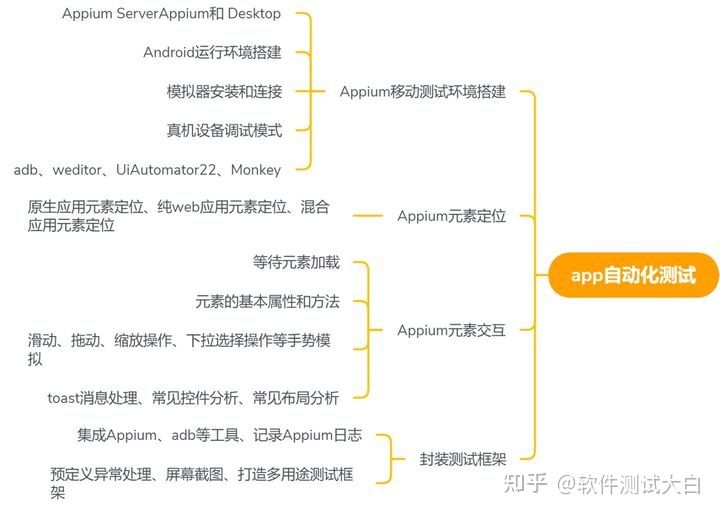 Appium ServerAppium和 Desktop
Android运行环境搭建
模拟器安装和连接
真机设备调试模式
adb、weditor、UiAutomator22、Monkey
Appium移动测试环境搭建
原生应用元素定位、纯web应用元素定位、混合
应用元素定位
Appium元素定位
app自动化测试
等待元素加载
元素的基本属性和方法
滑动、拖动、缩放操作、下拉选择操作等手势模
拟
toast消息处理、常见控件分析、常见布局分析
Appium元素交互
集成Appium、adb等工具、记录Appium日志
预定义异常处理、屏幕截图、打造多用途测试框
架
封装测试框架
知乎 @软件测试大白